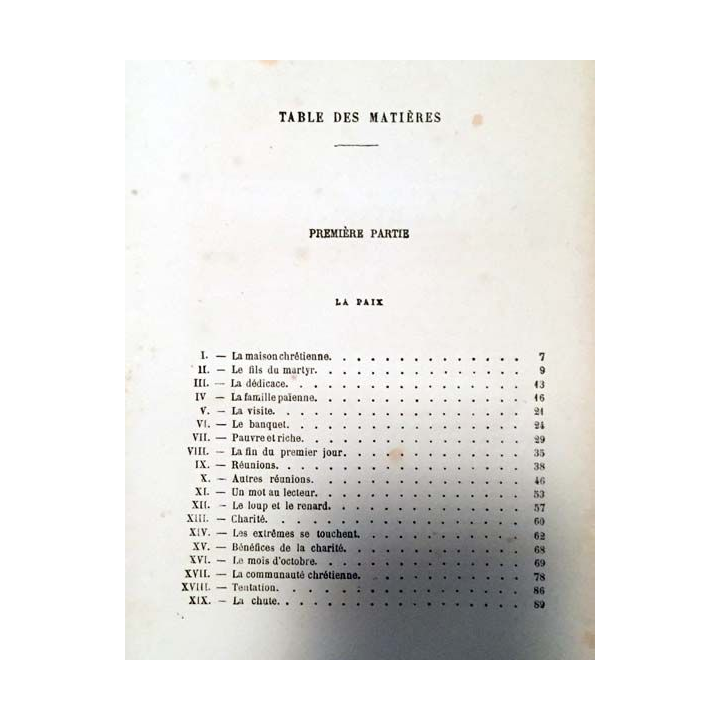 TABLE DES MATIÈRES
PREMIÈRE PARTIE
LA PAIX
I. — La maison chrétienne. . . . . . . . . . . . . . 7
II. — Le fils du martyr. . . . . . . . . . . . . . . 9
III. — La dédicace. . . . . . . . . . . . . . . . . 13
IV — La famille païenne. . . . . . . . . . . . . . 16
V. — La visite. . . . . . . . . . . . . . . . . . 21
VI. — Le banquet. . . . . . . . . . . . . . . . . 24
VII. — Pauvre et riche. . . . . . . . . . . . . . . . 29
VIII. — La fin du premier jour. . . . . . . . . . . . . 35
IX. — Réunions. . . . . . . . . . . . . . . . . . 38
X. — Autres réunions. . . . . . . . . . . . . . . 46
XI. — Un mot au lecteur. . . . . . . . . . . . . . . 53
XII. — Le loup et le renard. . . . . . . . . . . . . . 57
XIII. — Charité. . . . . . . . . . . . . . . . . . 60
XIV. — Les extrêmes se touchent. . . . . . . . . . . . 62
XV. — Bénéfices de la charité. . . . . . . . . . . . . 68
XVI. — Le mois d'octobre. . . . . . . . . . . . . . . 69
XVII. — La communauté chrétienne. . . . . . . . . . . . 78
XVIII. — Tentation. . . . . . . . . . . . . . . . . . 86
XIX. — La chute. . . . . . . . . . . . . . . . . . 89